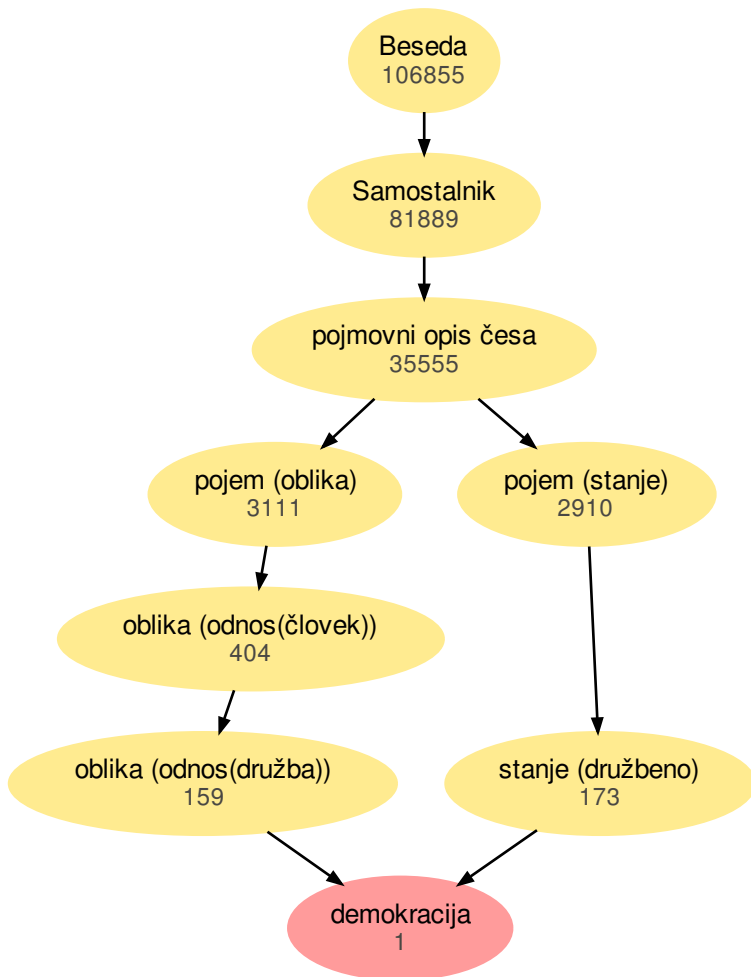 Beseda
106855
Samostalnik
81889
pojmovni opis česa
35555
pojem (oblika)
3111
pojem (stanje)
2910
oblika (odnos(človek))
404
oblika (odnos(družba))
159
stanje (družbeno)
173
demokracija
1